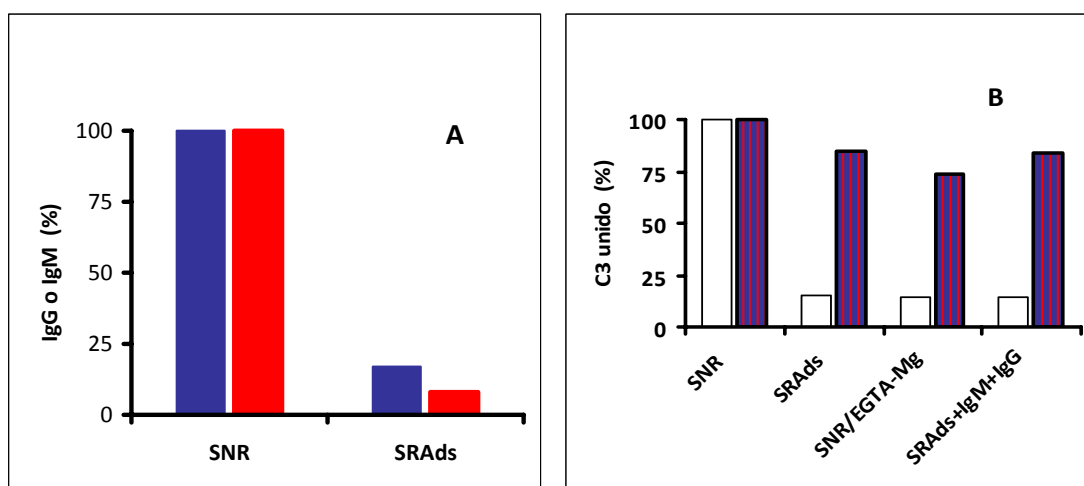 A
IgG o IgM (%)
100
75
50
25
0
SNR
SRAds
B
C3 unido (%)
100
75
50
25
0
SNR
SRAds
SNR/EGTA-Mg
SRAds+IgM+IgG